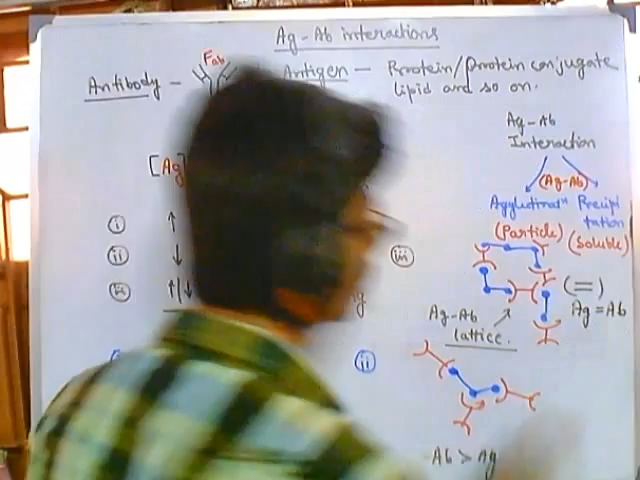 Ag-Ab interactions
Fab
Antibody - Antigen - Protein/protein conjugate
lipid and so on.
Ag-Ab
Interaction
(Ag-Ab)
Agglutinatⁿ Precipi
tation
(Particle) (Soluble)
[Ag]
i ↑
ii ↓
iii
↑/↓
(=)
Ag = Ab
Ag-Ab
lattice.
ii
Ab > Ag